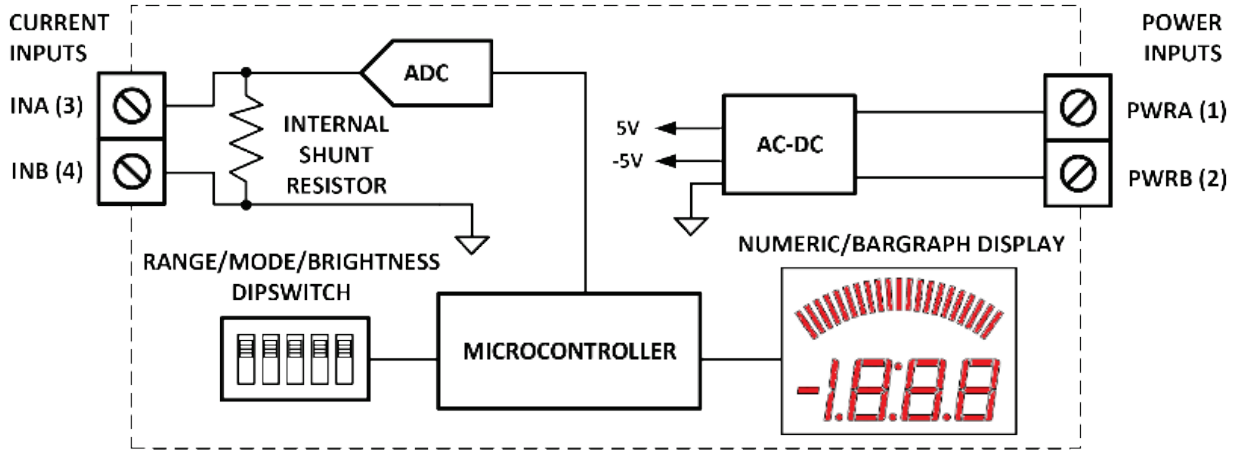 CURRENT
INPUTS
INA (3)
INB (4)
ADC
INTERNAL
SHUNT
RESISTOR
5V
-5V
AC-DC
POWER
INPUTS
PWRA (1)
PWRB (2)
RANGE/MODE/BRIGHTNESS
DIPSWITCH
MICROCONTROLLER
NUMERIC/BARGRAPH DISPLAY
-1.8:8.8